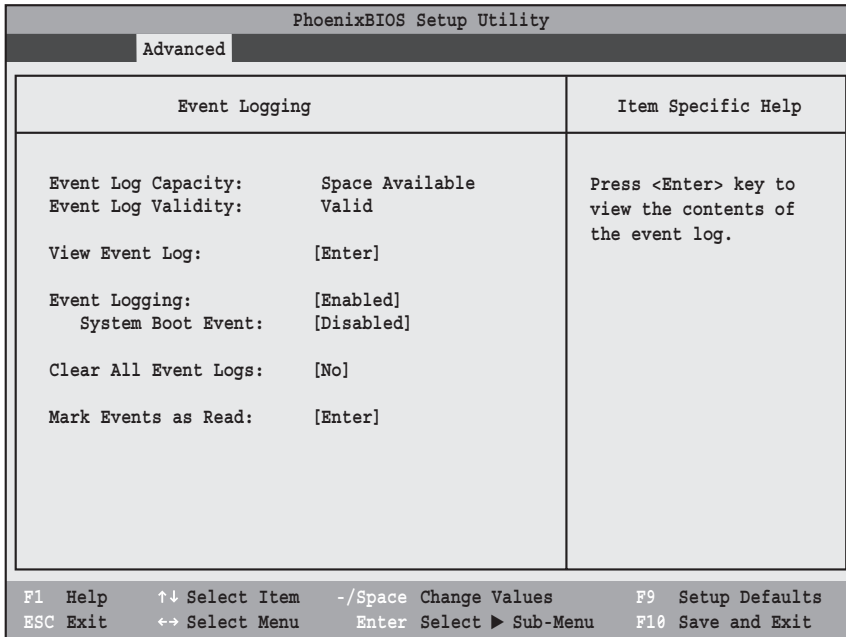 PhoenixBIOS Setup Utility
Advanced
Event Logging
Item Specific Help
Event Log Capacity: Space Available
Event Log Validity: Valid
View Event Log: [Enter]
Event Logging: [Enabled]
System Boot Event: [Disabled]
Clear All Event Logs: [No]
Mark Events as Read: [Enter]
Press <Enter> key to
view the contents of
the event log.
F1 Help ↑↓ Select Item -/Space Change Values F9 Setup Defaults
ESC Exit ←→ Select Menu Enter Select ▶ Sub-Menu F10 Save and Exit